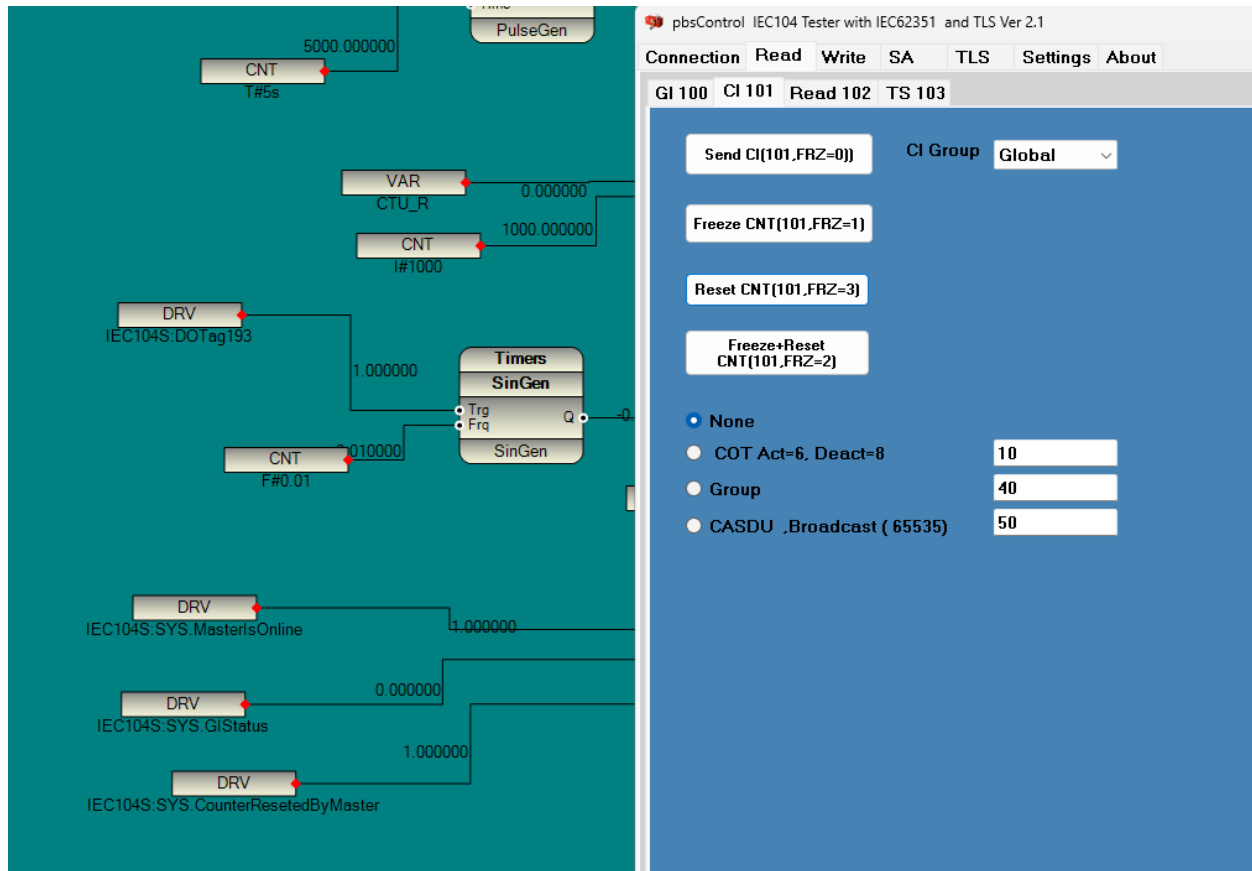 Time
PulseGen
5000.000000
CNT
T#5s
VAR
CTU_R
0.000000
CNT
I#1000
1000.000000
DRV
IEC104S:DOTag193
1.000000
Timers
SinGen
Trg
Frq
Q
SinGen
-0.
CNT
F#0.01
010000
DRV
IEC104S:SYS.MasterIsOnline
1.000000
DRV
IEC104S:SYS.GIStatus
0.000000
DRV
IEC104S:SYS.CounterResetedByMaster
1.000000
pbsControl IEC104 Tester with IEC62351 and TLS Ver 2.1
Connection Read Write SA TLS Settings About
GI 100 CI 101 Read 102 TS 103
Send CI(101,FRZ=0)) CI Group Global
Freeze CNT(101,FRZ=1)
Reset CNT(101,FRZ=3)
Freeze+Reset
CNT(101,FRZ=2)
None
COT Act=6, Deact=8 10
Group 40
CASDU ,Broadcast ( 65535) 50